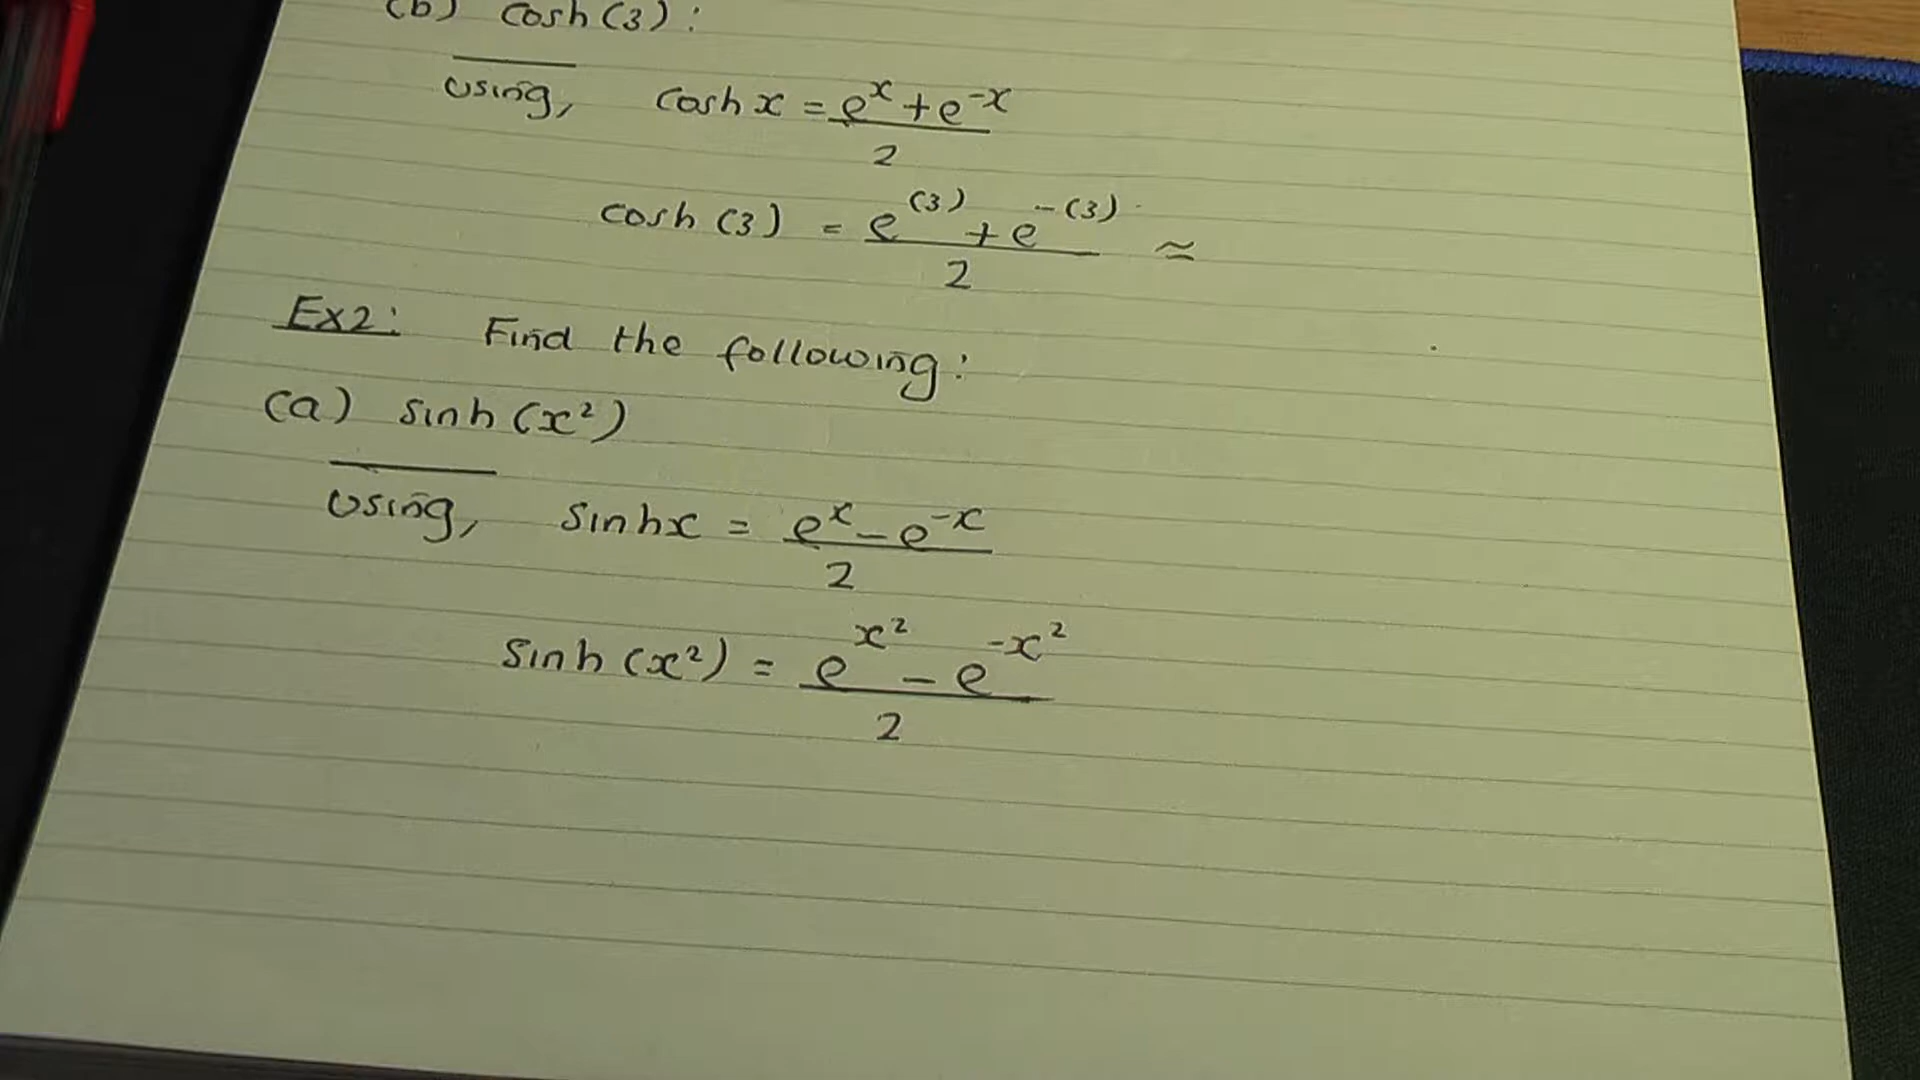 (b) cosh(3):
Using, cosh x = e^x + e^-x / 2
cosh (3) = e^(3) + e^-(3) / 2 ≈
Ex2: Find the following:
(a) sinh (x²)
Using, sinhx = e^x - e^-x / 2
sinh (x²) = e^x² - e^-x² / 2